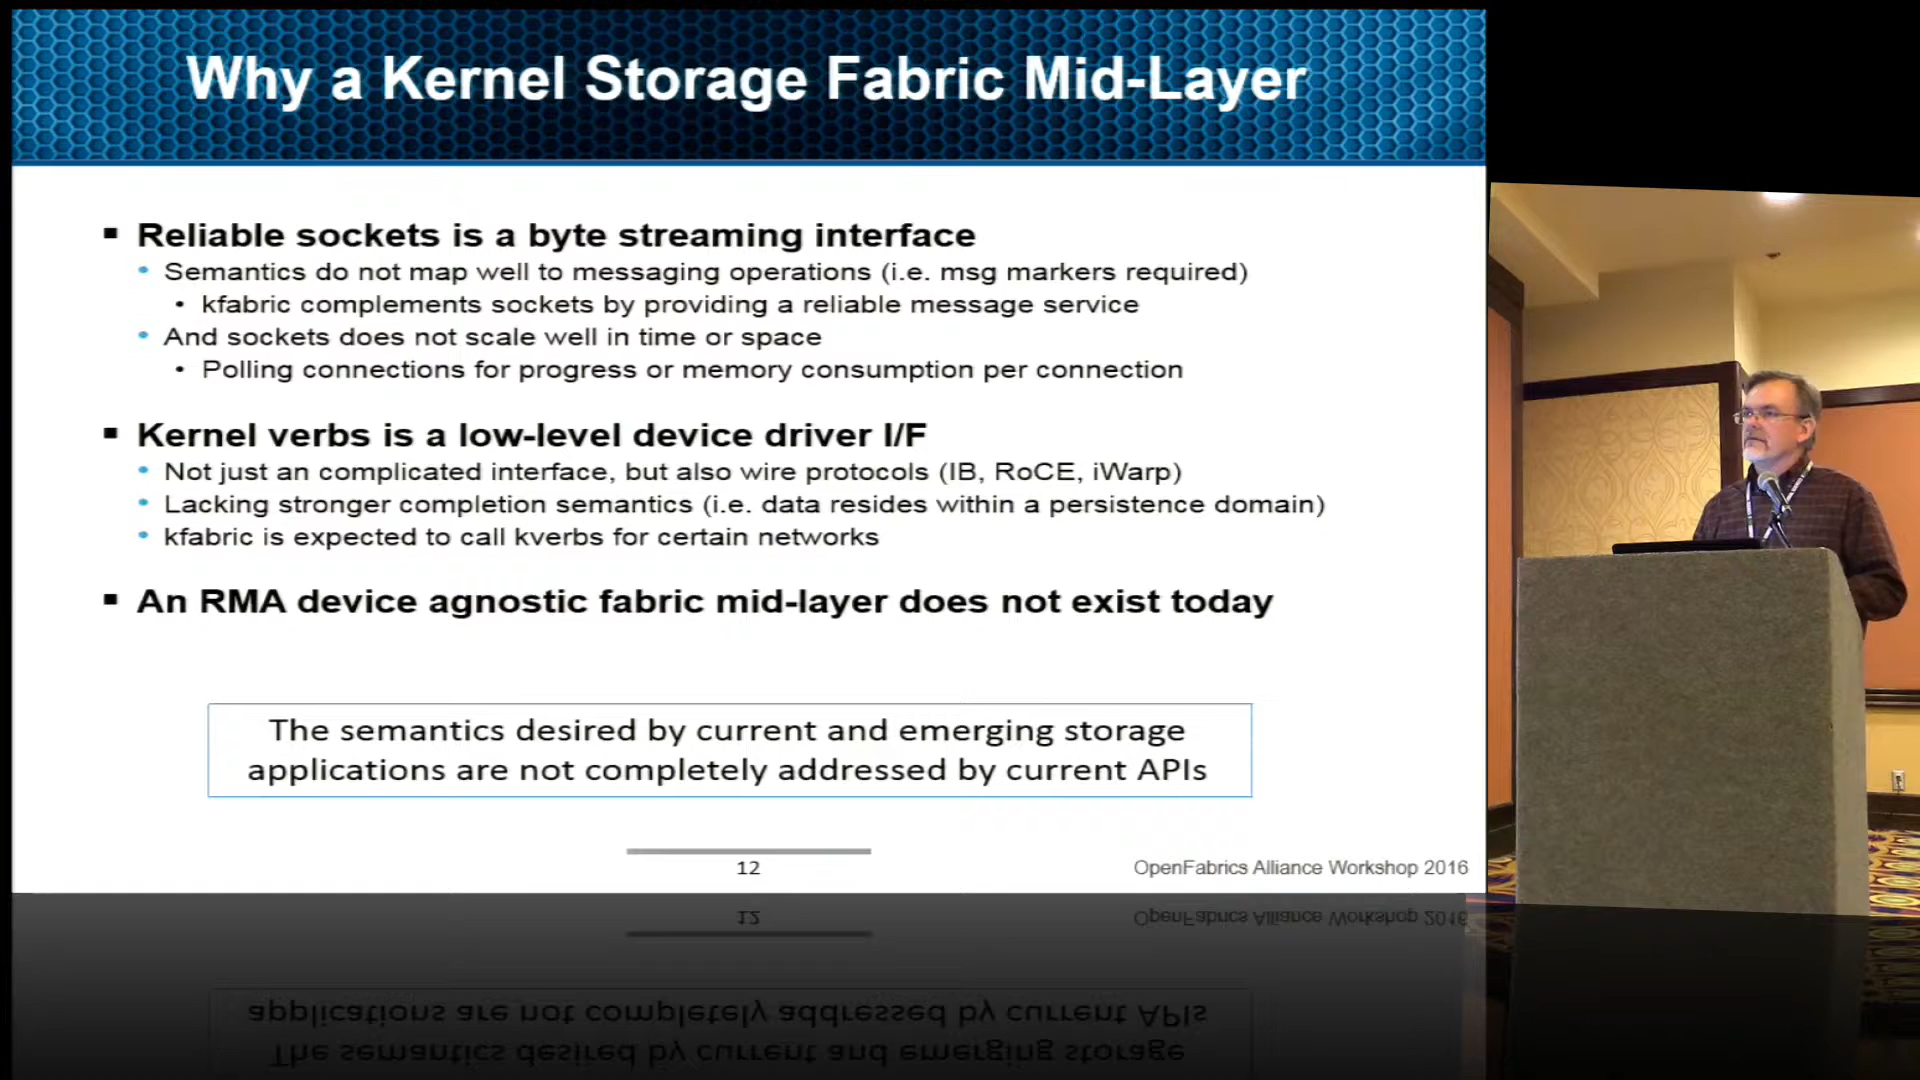 Why a Kernel Storage Fabric Mid-Layer
▪ Reliable sockets is a byte streaming interface
• Semantics do not map well to messaging operations (i.e. msg markers required)
• kfabric complements sockets by providing a reliable message service
• And sockets does not scale well in time or space
• Polling connections for progress or memory consumption per connection
▪ Kernel verbs is a low-level device driver I/F
• Not just an complicated interface, but also wire protocols (IB, RoCE, iWarp)
• Lacking stronger completion semantics (i.e. data resides within a persistence domain)
• kfabric is expected to call kverbs for certain networks
▪ An RMA device agnostic fabric mid-layer does not exist today
The semantics desired by current and emerging storage
applications are not completely addressed by current APIs
12
OpenFabrics Alliance Workshop 2016